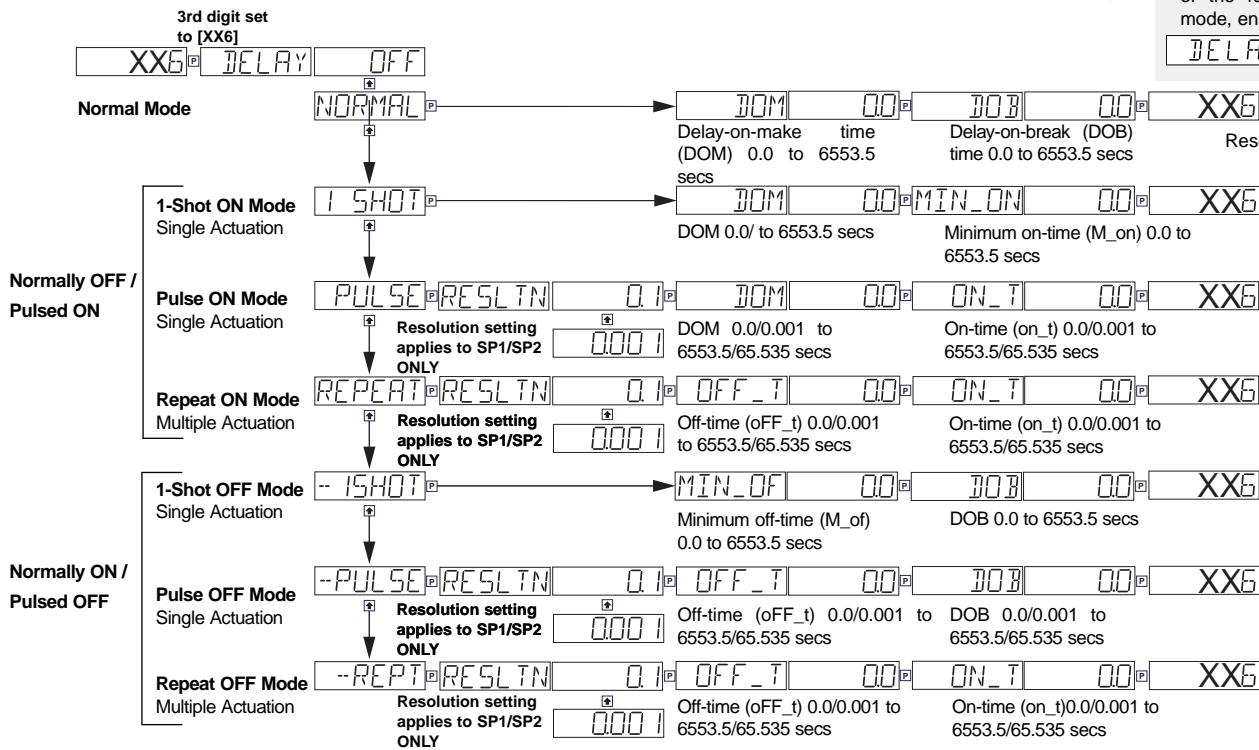 3rd digit set
to [XX6]
mode, en
XX6 P DELAY OFF
DELA
Normal Mode
NORMAL P DOM 0.0 P DOB 0.0 P XX6
Delay-on-make time
(DOM) 0.0 to 6553.5
secs
Delay-on-break (DOB)
time 0.0 to 6553.5 secs
Res
Normally OFF /
Pulsed ON
1-Shot ON Mode
Single Actuation
1 SHOT P DOM 0.0 P MIN_ON 0.0 P XX6
DOM 0.0/ to 6553.5 secs
Minimum on-time (M_on) 0.0 to
6553.5 secs
Pulse ON Mode
Single Actuation
PULSE P RESLTN 0.1 P DOM 0.0 P ON_T 0.0 P XX6
Resolution setting
applies to SP1/SP2
ONLY
0.001
DOM 0.0/0.001 to
6553.5/65.535 secs
On-time (on_t) 0.0/0.001 to
6553.5/65.535 secs
Repeat ON Mode
Multiple Actuation
REPEAT P RESLTN 0.1 P OFF_T 0.0 P ON_T 0.0 P XX6
Resolution setting
applies to SP1/SP2
ONLY
0.001
Off-time (oFF_t) 0.0/0.001
to 6553.5/65.535 secs
On-time (on_t) 0.0/0.001 to
6553.5/65.535 secs
Normally ON /
Pulsed OFF
1-Shot OFF Mode
Single Actuation
-- 1SHOT P MIN_OF 0.0 P DOB 0.0 P XX6
Minimum off-time (M_of)
0.0 to 6553.5 secs
DOB 0.0 to 6553.5 secs
Pulse OFF Mode
Single Actuation
--PULSE P RESLTN 0.1 P OFF_T 0.0 P DOB 0.0 P XX6
Resolution setting
applies to SP1/SP2
ONLY
0.001
Off-time (oFF_t) 0.0/0.001 to
6553.5/65.535 secs
DOB 0.0/0.001 to
6553.5/65.535 secs
Repeat OFF Mode
Multiple Actuation
--REPT P RESLTN 0.1 P OFF_T 0.0 P ON_T 0.0 P XX6
Resolution setting
applies to SP1/SP2
ONLY
0.001
Off-time (oFF_t) 0.0/0.001 to
6553.5/65.535 secs
On-time (on_t)0.0/0.001 to
6553.5/65.535 secs